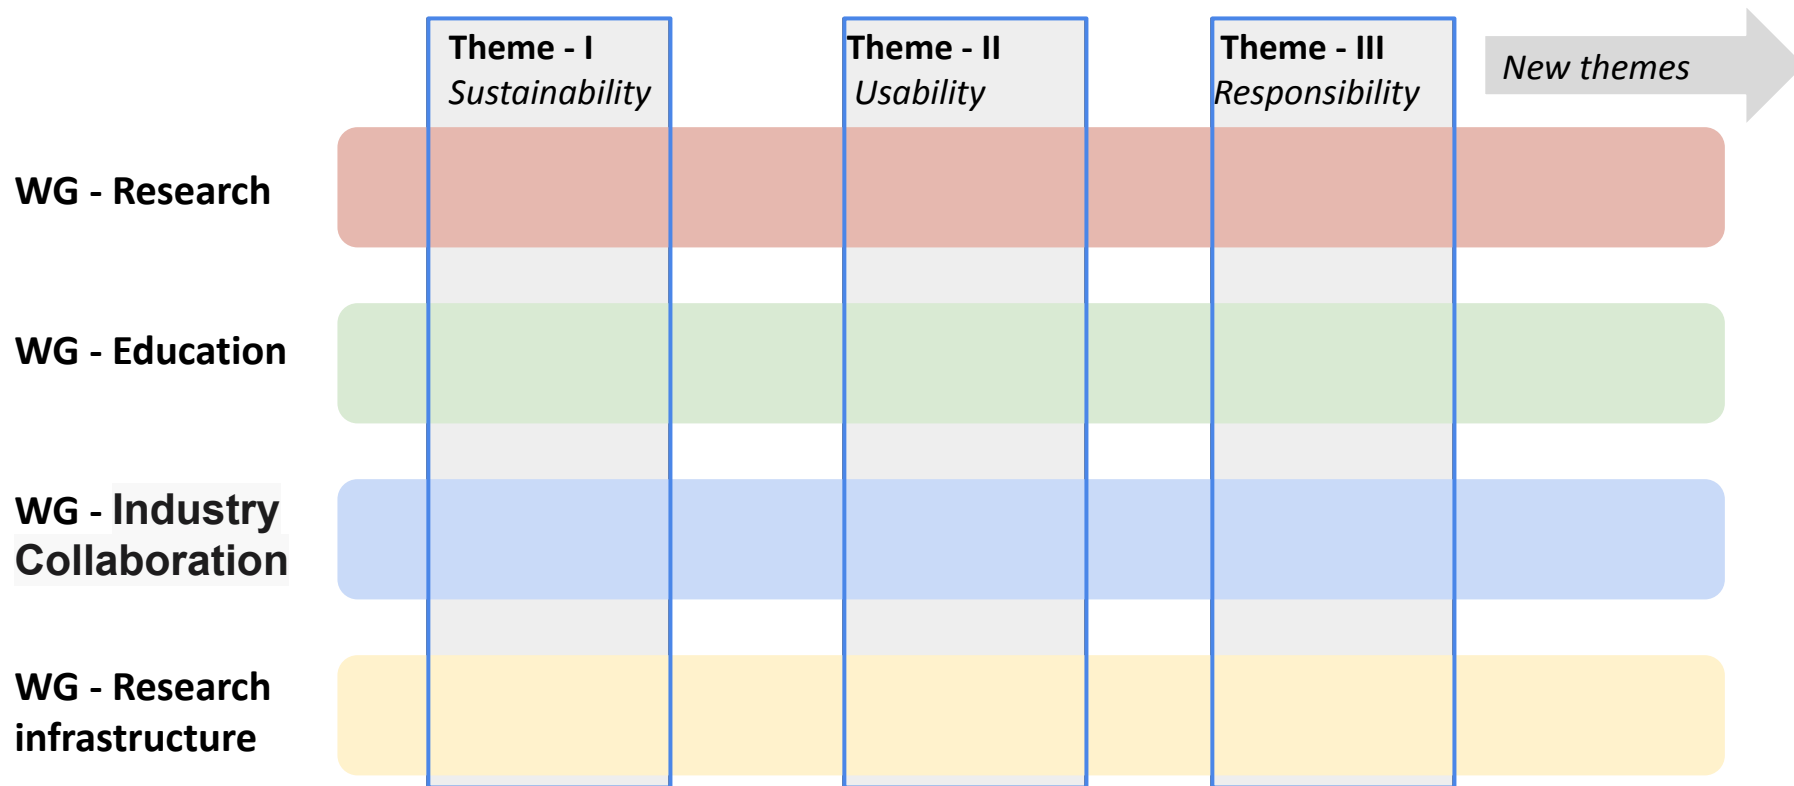 Theme - I
Sustainability
Theme - II
Usability
Theme - III
Responsibility
New themes
WG - Research
WG - Education
WG - Industry
Collaboration
WG - Research
infrastructure